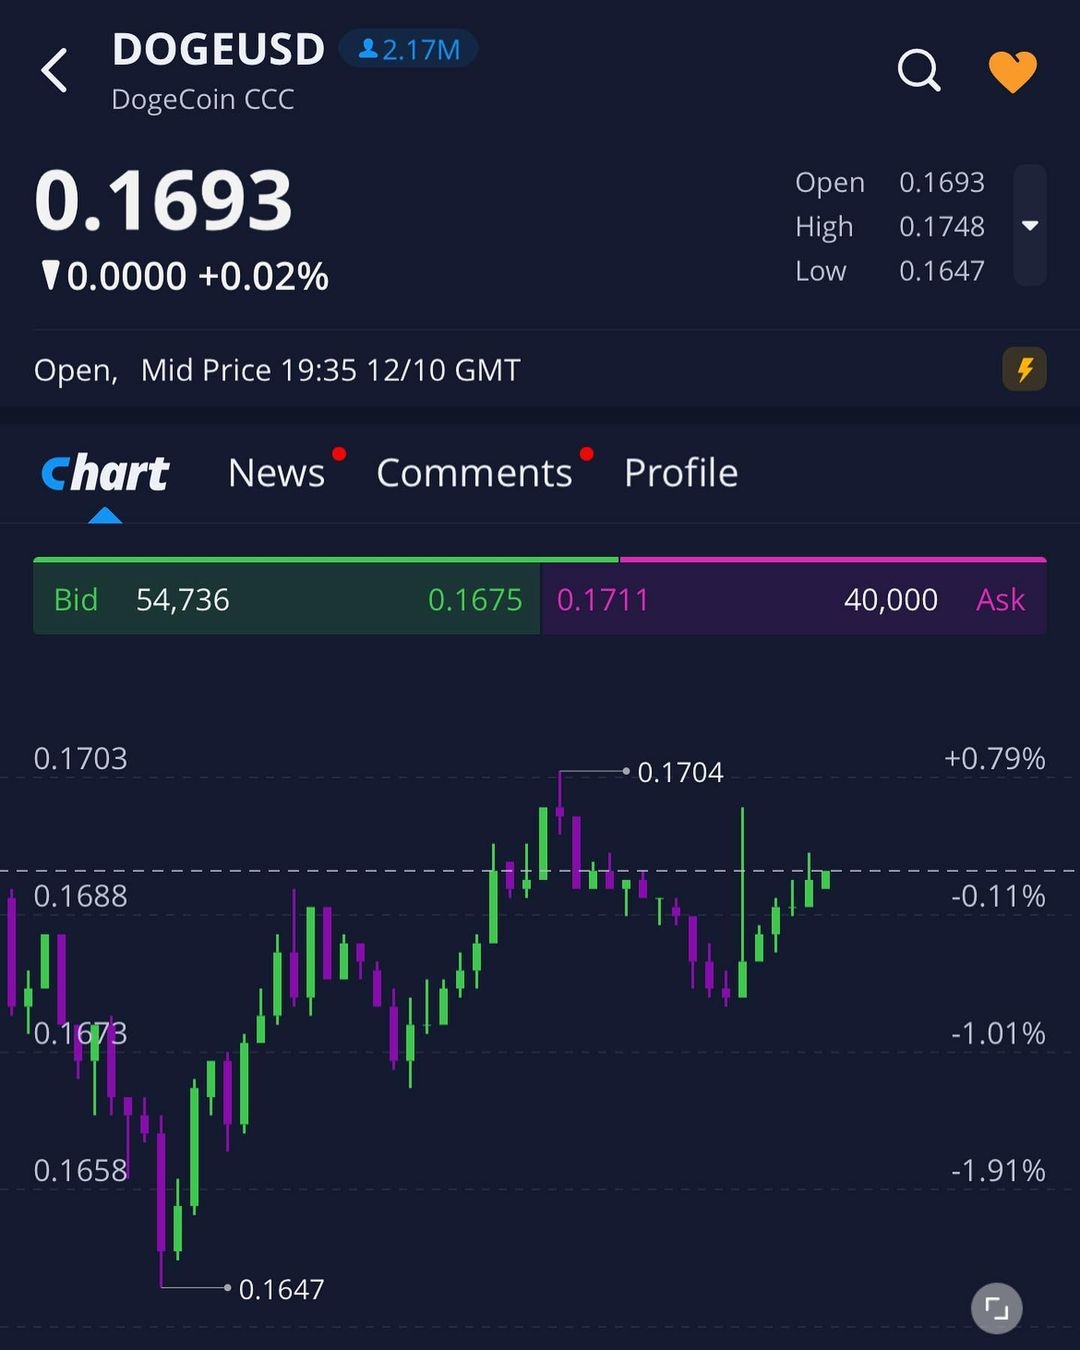 DOGEUSD 2.17M
DogeCoin CCC
0.1693
0.0000 +0.02%
Open 0.1693
High 0.1748
Low 0.1647
Open, Mid Price 19:35 12/10 GMT
Chart News Comments Profile
Bid 54,736 0.1675 0.1711 40,000 Ask
0.1703 +0.79%
0.1704
0.1688 -0.11%
0.1673 -1.01%
0.1658 -1.91%
0.1647